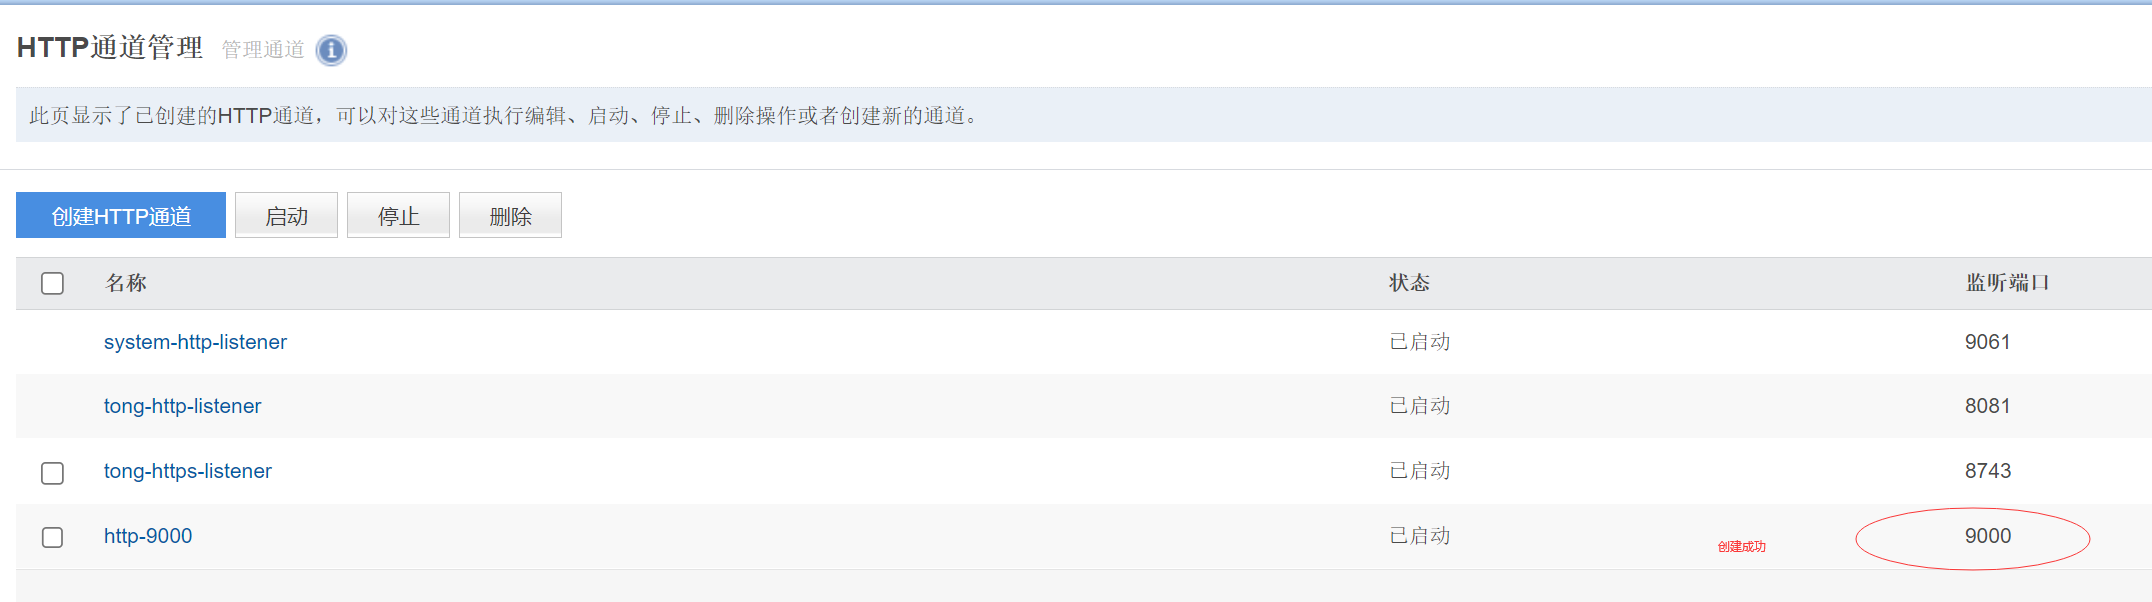 HTTP通道管理 管理通道
此页显示了已创建的HTTP通道，可以对这些通道执行编辑、启动、停止、删除操作或者创建新的通道。
创建HTTP通道 启动 停止 删除
名称 状态 监听端口
system-http-listener 已启动 9061
tong-http-listener 已启动 8081
tong-https-listener 已启动 8743
http-9000 已启动 创建成功 9000